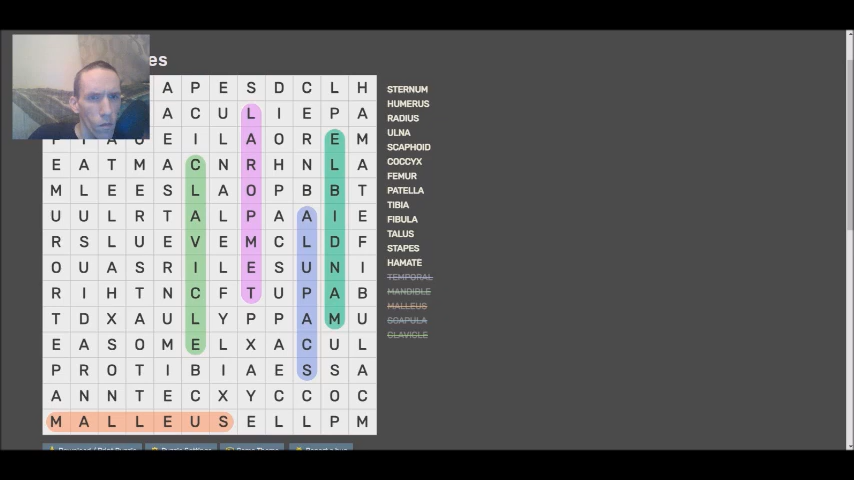 es
A P E S D C L H
A C U L I E P A
E I L A O R E M
E A T M A C N R H N L A
M L E E S L A O P B B T
U U L R T A L P A A I E
R S L U E V E M C L D F
O U A S R I L E S U N I
R I H T N C F T U P A B
T D X A U L Y P P A M U
E A S O M E L X A C U L
P R O T I B I A E S S A
A N N T E C X Y C C O C
M A L L E U S E L L P M
STERNUM
HUMERUS
RADIUS
ULNA
SCAPHOID
COCCYX
FEMUR
PATELLA
TIBIA
FIBULA
TALUS
STAPES
HAMATE
TEMPORAL
MANDIBLE
MALLEUS
SCAPULA
CLAVICLE